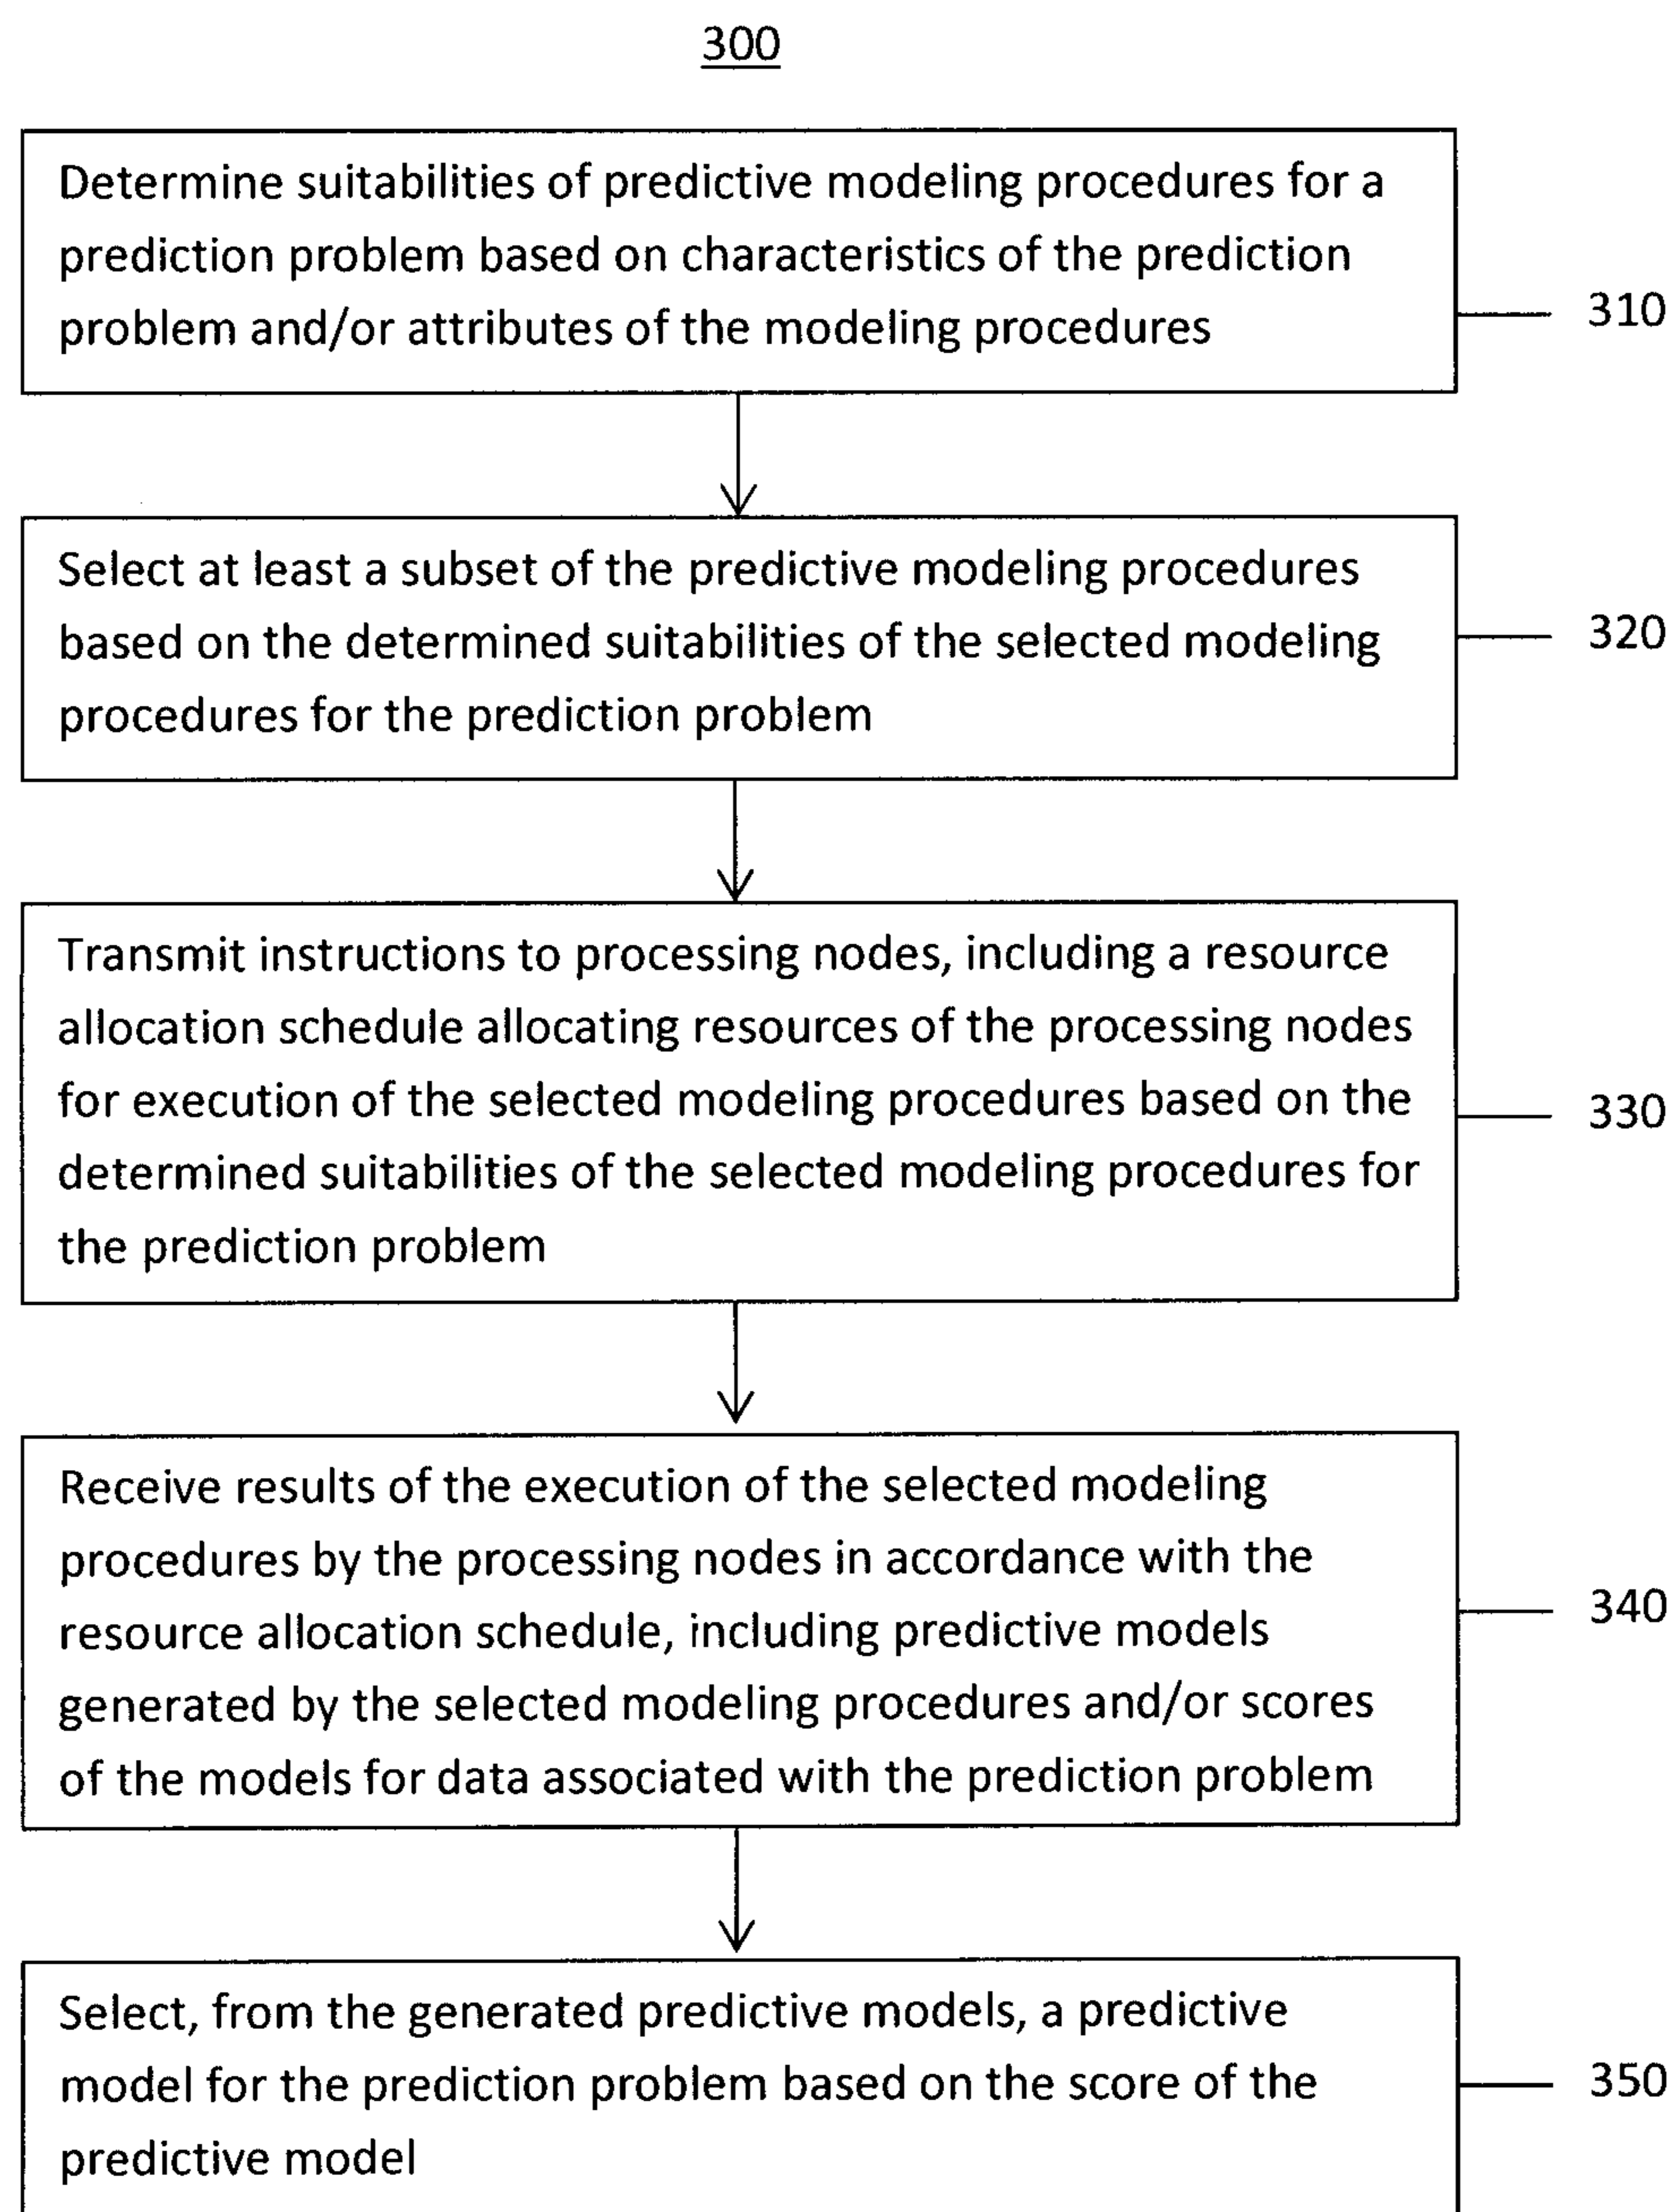 300
Determine suitabilities of predictive modeling procedures for a
prediction problem based on characteristics of the prediction
problem and/or attributes of the modeling procedures
310
Select at least a subset of the predictive modeling procedures
based on the determined suitabilities of the selected modeling
procedures for the prediction problem
320
Transmit instructions to processing nodes, including a resource
allocation schedule allocating resources of the processing nodes
for execution of the selected modeling procedures based on the
determined suitabilities of the selected modeling procedures for
the prediction problem
330
Receive results of the execution of the selected modeling
procedures by the processing nodes in accordance with the
resource allocation schedule, including predictive models
generated by the selected modeling procedures and/or scores
of the models for data associated with the prediction problem
340
Select, from the generated predictive models, a predictive
model for the prediction problem based on the score of the
predictive model
350